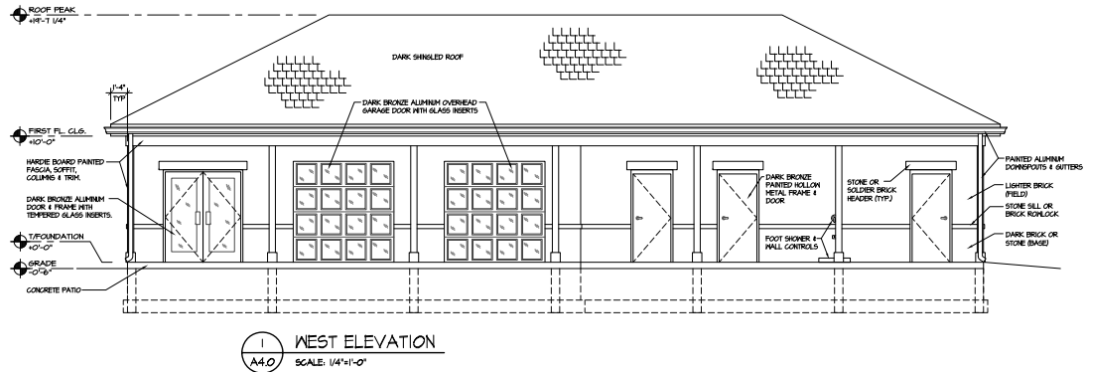 ROOF PEAK
+19'-7 1/4"
DARK SHINGLED ROOF
1'-4"
TYP
DARK BRONZE ALUMINUM OVERHEAD
GARAGE DOOR WITH GLASS INSERTS
FIRST FL. CLG.
+10'-0"
HARDIE BOARD PAINTED
FASCIA, SOFFIT,
COLUMNS & TRIM.
DARK BRONZE ALUMINUM
DOOR & FRAME WITH
TEMPERED GLASS INSERTS.
T/FOUNDATION
+0'-0"
GRADE
-0'-6"
CONCRETE PATIO
DARK BRONZE
PAINTED HOLLOW
METAL FRAME &
DOOR.
STONE OR
SOLDIER BRICK
HEADER (TYP.)
FOOT SHOWER &
WALL CONTROLS
PAINTED ALUMINUM
DOWNSPOUTS & GUTTERS
LIGHTER BRICK
(FIELD)
STONE SILL OR
BRICK ROWLOCK
DARK BRICK OR
STONE (BASE)
1
A4.0
WEST ELEVATION
SCALE: 1/4"=1'-0"